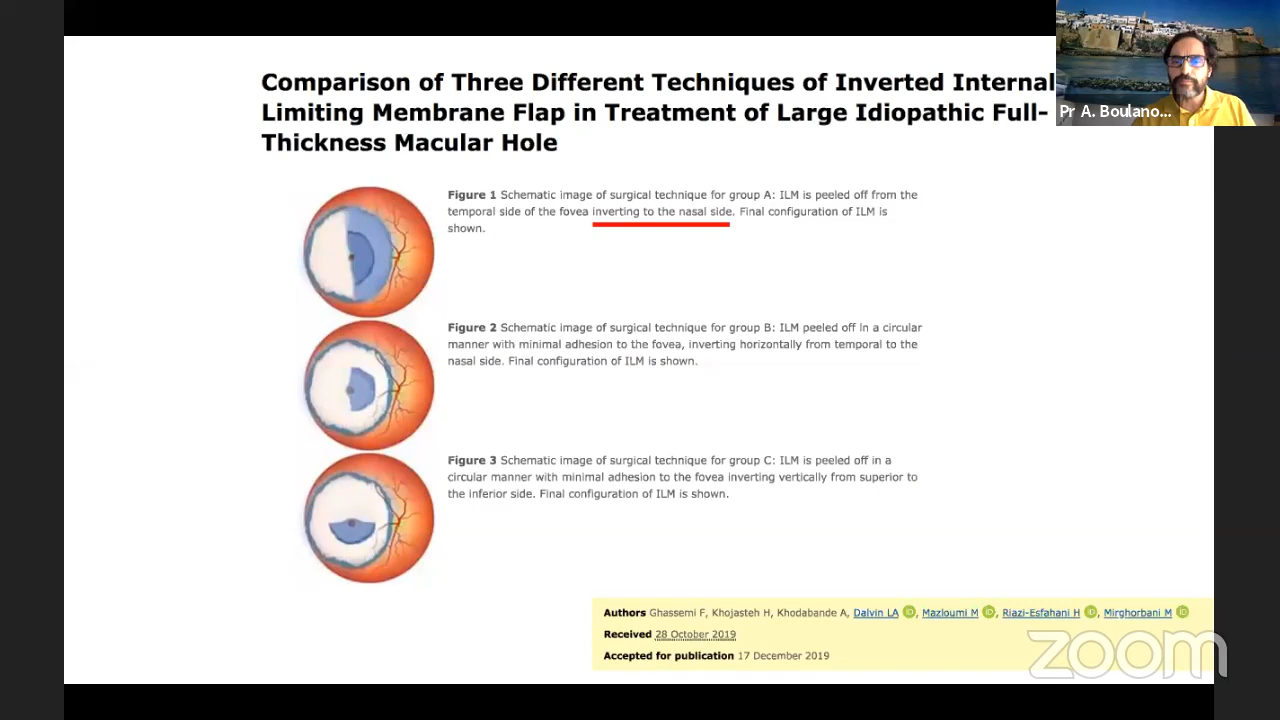 Comparison of Three Different Techniques of Inverted Internal
Limiting Membrane Flap in Treatment of Large Idiopathic Full-
Thickness Macular Hole
Pr A. Boulano...
Figure 1 Schematic image of surgical technique for group A: ILM is peeled off from the
temporal side of the fovea inverting to the nasal side. Final configuration of ILM is
shown.
Figure 2 Schematic image of surgical technique for group B: ILM peeled off in a circular
manner with minimal adhesion to the fovea, inverting horizontally from temporal to the
nasal side. Final configuration of ILM is shown.
Figure 3 Schematic image of surgical technique for group C: ILM is peeled off in a
circular manner with minimal adhesion to the fovea inverting vertically from superior to
the inferior side. Final configuration of ILM is shown.
Authors Ghassemi F, Khojasteh H, Khodabande A, Dalvin LA iD, Mazloumi M iD, Riazi-Esfahani H iD, Mirghorbani M iD
Received 28 October 2019
Accepted for publication 17 December 2019
zoom